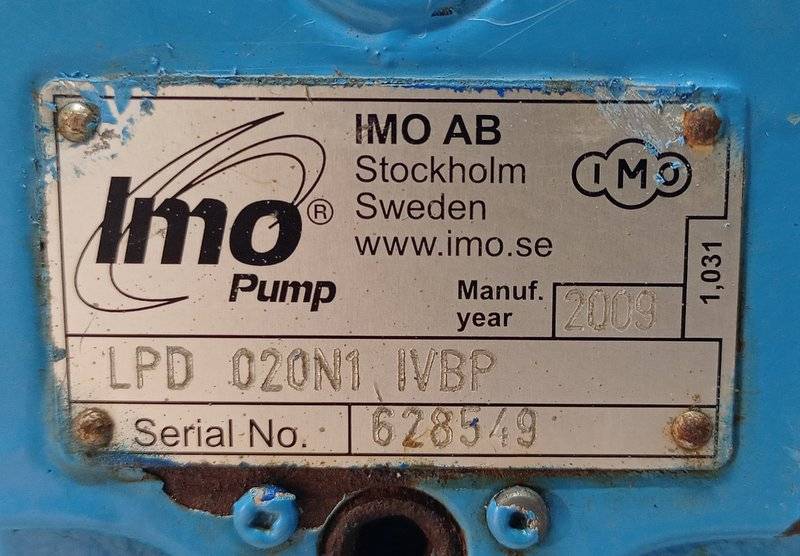 IMO AB
Stockholm
Sweden
www.imo.se
Imo®
Pump
IMO
Manuf. year
2009
1,031
LPD 020N1 IVBP
Serial No. 628549